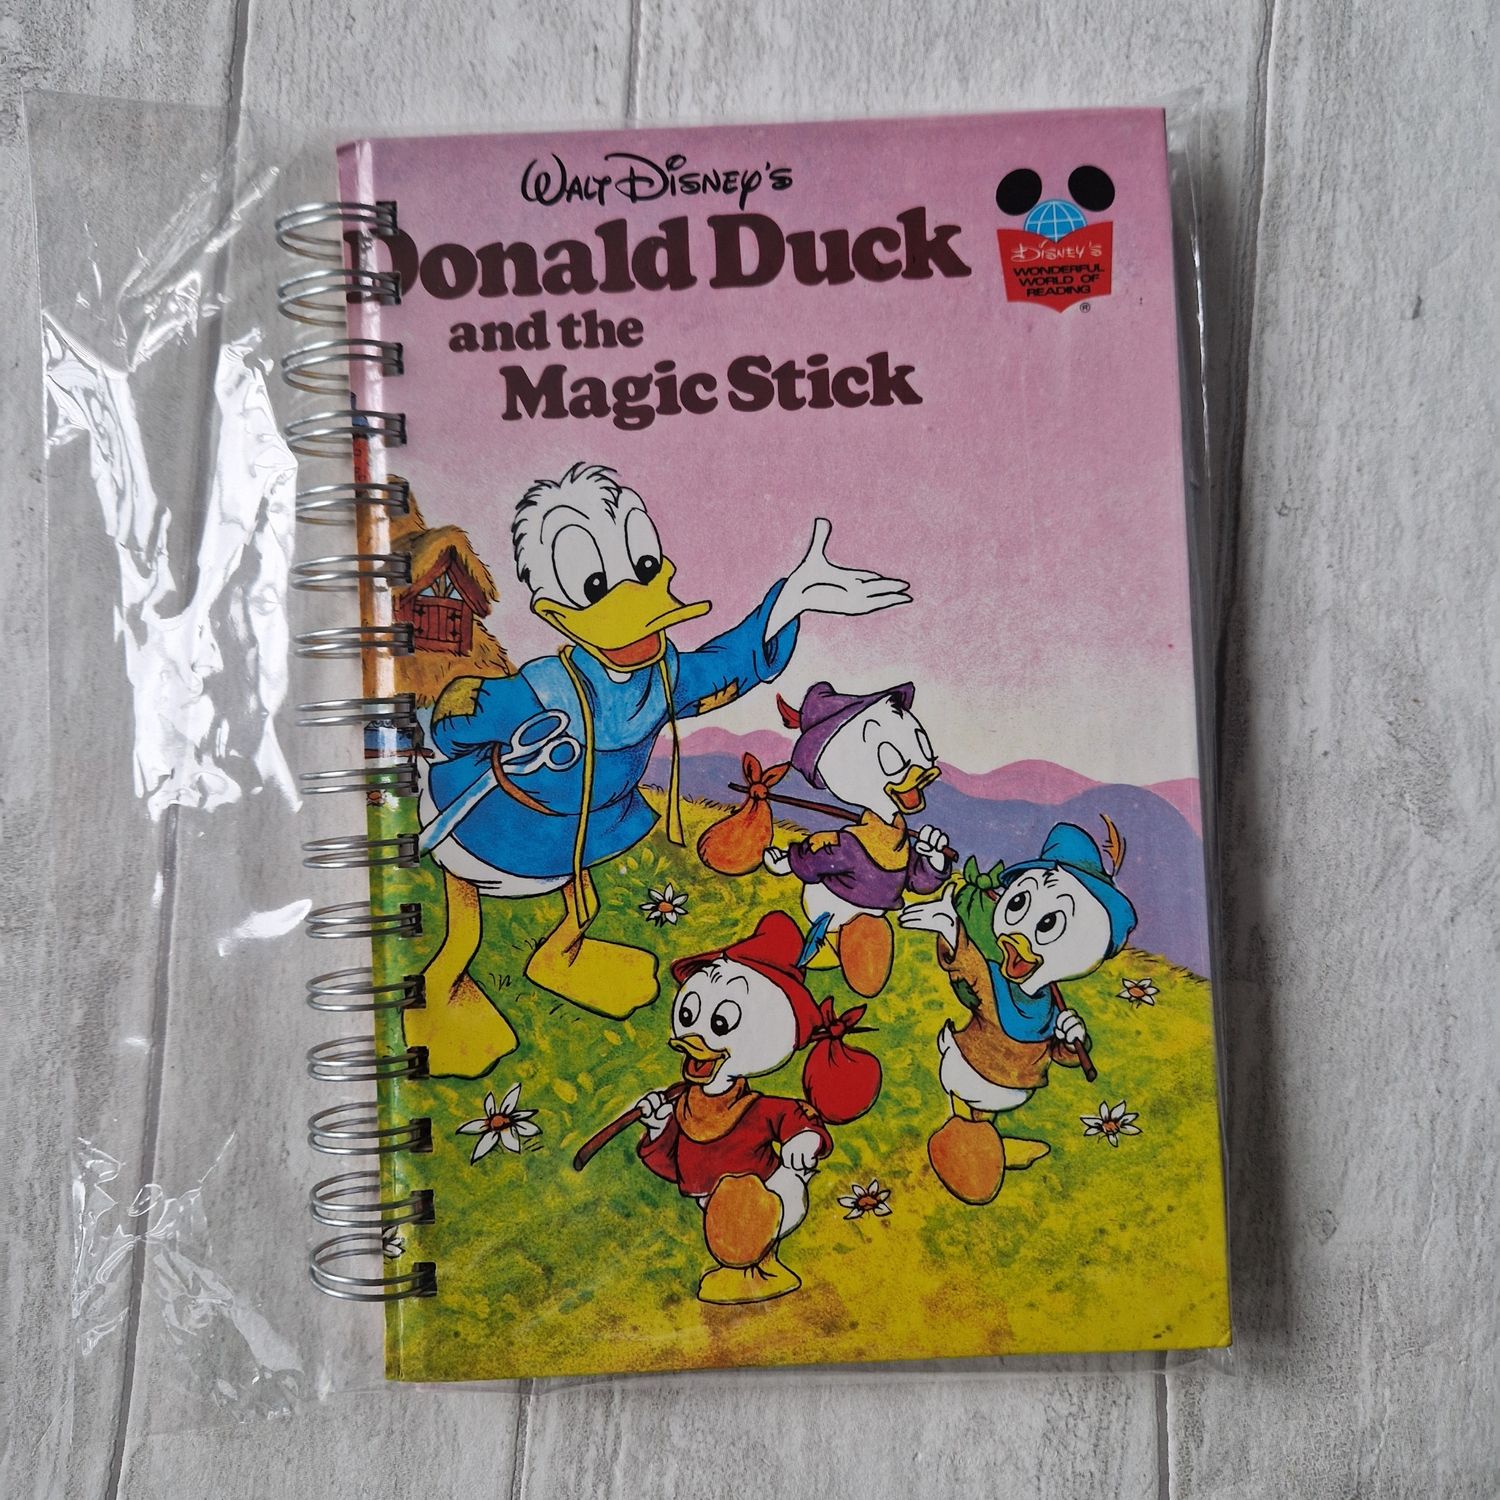 Walt Disney's
Donald Duck
and the
Magic Stick
Disney's
WONDERFUL
WORLD OF
READING
®